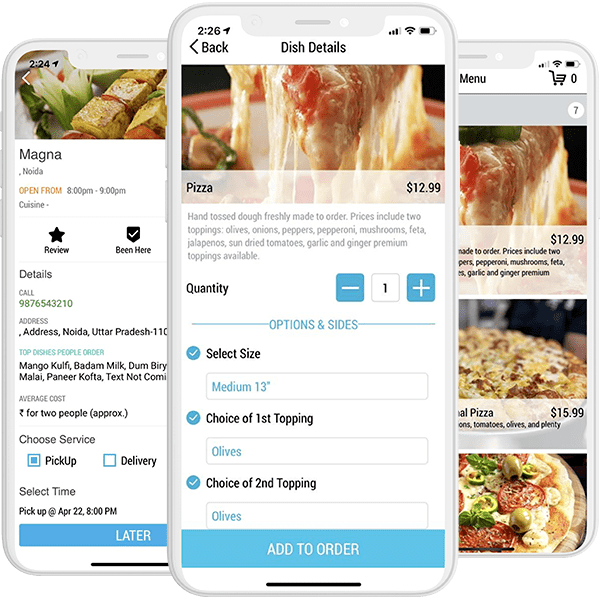 2:24
Magna
, Noida
OPEN FROM 8:00pm - 9:00pm
Cuisine -
Review
Been Here
Details
CALL
9876543210
ADDRESS
, Address, Noida, Uttar Pradesh-110
TOP DISHES PEOPLE ORDER
Mango Kulfi, Badam Milk, Dum Biry
Malai, Paneer Kofta, Text Not Comi
AVERAGE COST
₹ for two people (approx.)
Choose Service
PickUp Delivery
Select Time
Pick up @ Apr 22, 8:00 PM
LATER
2:26
Back Dish Details
Pizza $12.99
Hand tossed dough freshly made to order. Prices include two
toppings: olives, onions, peppers, pepperoni, mushrooms, feta,
jalapenos, sun dried tomatoes, garlic and ginger premium
toppings available.
Quantity 1
OPTIONS & SIDES
Select Size
Medium 13"
Choice of 1st Topping
Olives
Choice of 2nd Topping
Olives
ADD TO ORDER
Menu 0
7
$12.99
made to order. Prices include two
pers, pepperoni, mushrooms, feta,
es, garlic and ginger premium
nal Pizza $15.99
ons, tomatoes, olives, and plenty